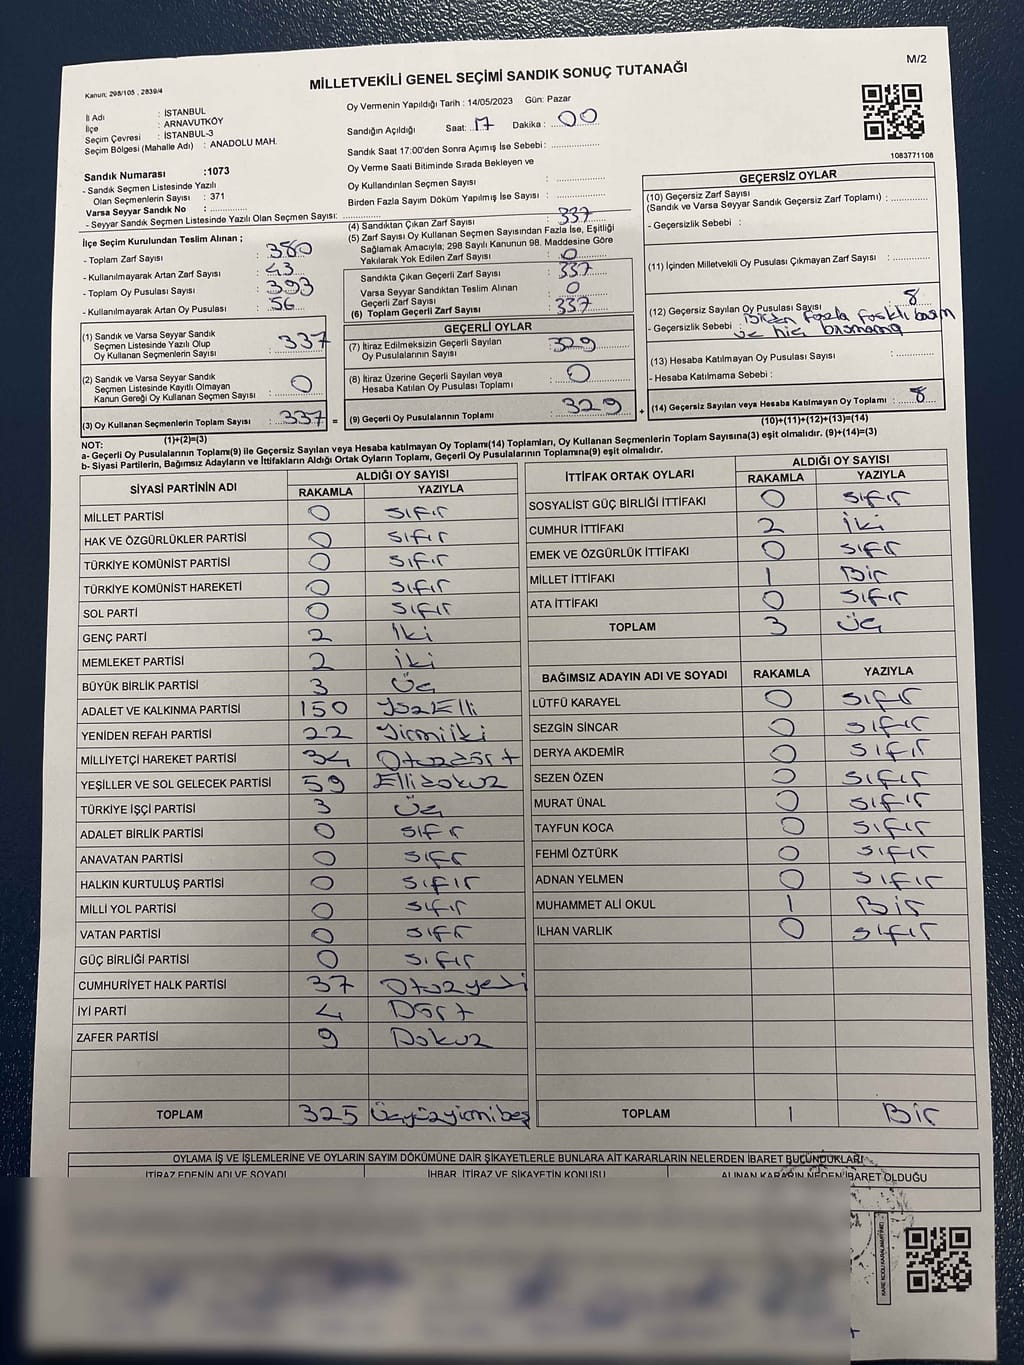 M/2
Kanun; 298/105 , 2839/4
MİLLETVEKİLİ GENEL SEÇİMİ SANDIK SONUÇ TUTANAĞI
İl Adı : İSTANBUL
İlçe : ARNAVUTKÖY
Seçim Çevresi : İSTANBUL-3
Seçim Bölgesi (Mahalle Adı) : ANADOLU MAH.
Sandık Numarası :1073
- Sandık Seçmen Listesinde Yazılı
Olan Seçmenlerin Sayısı : 371
Varsa Seyyar Sandık No :
- Seyyar Sandık Seçmen Listesinde Yazılı Olan Seçmen Sayısı:
Oy Vermenin Yapıldığı Tarih : 14/05/2023 Gün: Pazar
Sandığın Açıldığı Saat: 17 Dakika : 00
Sandık Saat 17:00'den Sonra Açımış İse Sebebi:
Oy Verme Saati Bitiminde Sırada Bekleyen ve
Oy Kullandırılan Seçmen Sayısı :
Birden Fazla Sayım Döküm Yapılmış İse Sayısı :
1083771108
İlçe Seçim Kurulundan Teslim Alınan ;
- Toplam Zarf Sayısı : 380
- Kullanılmayarak Artan Zarf Sayısı : 43
- Toplam Oy Pusulası Sayısı : 393
- Kullanılmayarak Artan Oy Pusulası : 56
(1) Sandık ve Varsa Seyyar Sandık
Seçmen Listesinde Yazılı Olup
Oy Kullanan Seçmenlerin Sayısı : 337
(2) Sandık ve Varsa Seyyar Sandık
Seçmen Listesinde Kayıtlı Olmayan
Kanun Gereği Oy Kullanan Seçmen Sayısı : 0
(3) Oy Kullanan Seçmenlerin Toplam Sayısı : 337 =
(1)+(2)=(3)
(4) Sandıktan Çıkan Zarf Sayısı : 337
(5) Zarf Sayısı Oy Kullanan Seçmen Sayısından Fazla İse, Eşitliği
Sağlamak Amacıyla; 298 Sayılı Kanunun 98. Maddesine Göre
Yakılarak Yok Edilen Zarf Sayısı : 0
Sandıkta Çıkan Geçerli Zarf Sayısı : 337
Varsa Seyyar Sandıktan Teslim Alınan
Geçerli Zarf Sayısı : 0
(6) Toplam Geçerli Zarf Sayısı : 337
GEÇERLİ OYLAR
(7) İtiraz Edilmeksizin Geçerli Sayılan
Oy Pusulalarının Sayısı : 329
(8) İtiraz Üzerine Geçerli Sayılan veya
Hesaba Katılan Oy Pusulası Toplamı : 0
(9) Geçerli Oy Pusulalarının Toplamı : 329 +
GEÇERSİZ OYLAR
(10) Geçersiz Zarf Sayısı
(Sandık ve Varsa Seyyar Sandık Geçersiz Zarf Toplamı) :
- Geçersizlik Sebebi :
(11) İçinden Milletvekili Oy Pusulası Çıkmayan Zarf Sayısı :
(12) Geçersiz Sayılan Oy Pusulası Sayısı : 8
- Geçersizlik Sebebi : Birden fazla farklı basım
ve hiç basmama
(13) Hesaba Katılmayan Oy Pusulası Sayısı :
- Hesaba Katılmama Sebebi :
(14) Geçersiz Sayılan veya Hesaba Katılmayan Oy Toplamı : 8
(10)+(11)+(12)+(13)=(14)
NOT:
a- Geçerli Oy Pusulalarının Toplamı(9) ile Geçersiz Sayılan veya Hesaba katılmayan Oy Toplamı(14) Toplamları, Oy Kullanan Seçmenlerin Toplam Sayısına(3) eşit olmalıdır. (9)+(14)=(3)
b- Siyasi Partilerin, Bağımsız Adayların ve İttifakların Aldığı Ortak Oyların Toplamı, Geçerli Oy Pusulalarının Toplamına(9) eşit olmalıdır.
SİYASİ PARTİNİN ADI ALDIĞI OY SAYISI
RAKAMLA YAZIYLA
MİLLET PARTİSİ 0 sıfır
HAK VE ÖZGÜRLÜKLER PARTİSİ 0 sıfır
TÜRKİYE KOMÜNİST PARTİSİ 0 sıfır
TÜRKİYE KOMÜNİST HAREKETİ 0 sıfır
SOL PARTİ 0 sıfır
GENÇ PARTİ 2 İki
MEMLEKET PARTİSİ 2 İki
BÜYÜK BİRLİK PARTİSİ 3 Üç
ADALET VE KALKINMA PARTİSİ 150 Yüzelli
YENİDEN REFAH PARTİSİ 22 Yirmiiki
MİLLİYETÇİ HAREKET PARTİSİ 34 Otuzdört
YEŞİLLER VE SOL GELECEK PARTİSİ 59 Ellidokuz
TÜRKİYE İŞÇİ PARTİSİ 3 Üç
ADALET BİRLİK PARTİSİ 0 sıfır
ANAVATAN PARTİSİ 0 sıfır
HALKIN KURTULUŞ PARTİSİ 0 sıfır
MİLLİ YOL PARTİSİ 0 sıfır
VATAN PARTİSİ 0 sıfır
GÜÇ BİRLİĞİ PARTİSİ 0 sıfır
CUMHURİYET HALK PARTİSİ 37 Otuzyedi
İYİ PARTİ 4 Dört
ZAFER PARTİSİ 9 Dokuz
TOPLAM 325 Üçyüzyirmibeş
İTTİFAK ORTAK OYLARI ALDIĞI OY SAYISI
RAKAMLA YAZIYLA
SOSYALİST GÜÇ BİRLİĞİ İTTİFAKI 0 sıfır
CUMHUR İTTİFAKI 2 İki
EMEK VE ÖZGÜRLÜK İTTİFAKI 0 sıfır
MİLLET İTTİFAKI 1 Bir
ATA İTTİFAKI 0 sıfır
TOPLAM 3 Üç
BAĞIMSIZ ADAYIN ADI VE SOYADI RAKAMLA YAZIYLA
LÜTFÜ KARAYEL 0 sıfır
SEZGİN SİNCAR 0 sıfır
DERYA AKDEMİR 0 sıfır
SEZEN ÖZEN 0 sıfır
MURAT ÜNAL 0 sıfır
TAYFUN KOCA 0 sıfır
FEHMİ ÖZTÜRK 0 sıfır
ADNAN YELMEN 0 sıfır
MUHAMMET ALİ OKUL 1 Bir
İLHAN VARLIK 0 sıfır
TOPLAM 1 Bir
OYLAMA İŞ VE İŞLEMLERİNE VE OYLARIN SAYIM DÖKÜMÜNE DAİR ŞİKAYETLERLE BUNLARA AİT KARARLARIN NELERDEN İBARET BULUNDUKLARI
İTİRAZ EDENİN ADI VE SOYADI İHBAR, İTİRAZ VE ŞİKAYETİN KONUSU ALINAN KARARIN NEDEN İBARET OLDUĞU